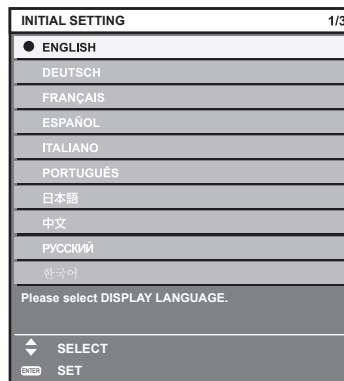 INITIAL SETTING 1/3
ENGLISH
DEUTSCH
FRANÇAIS
ESPAÑOL
ITALIANO
PORTUGUÊS
日本語
中文
РУССКИЙ
한국어
Please select DISPLAY LANGUAGE.
SELECT
ENTER SET